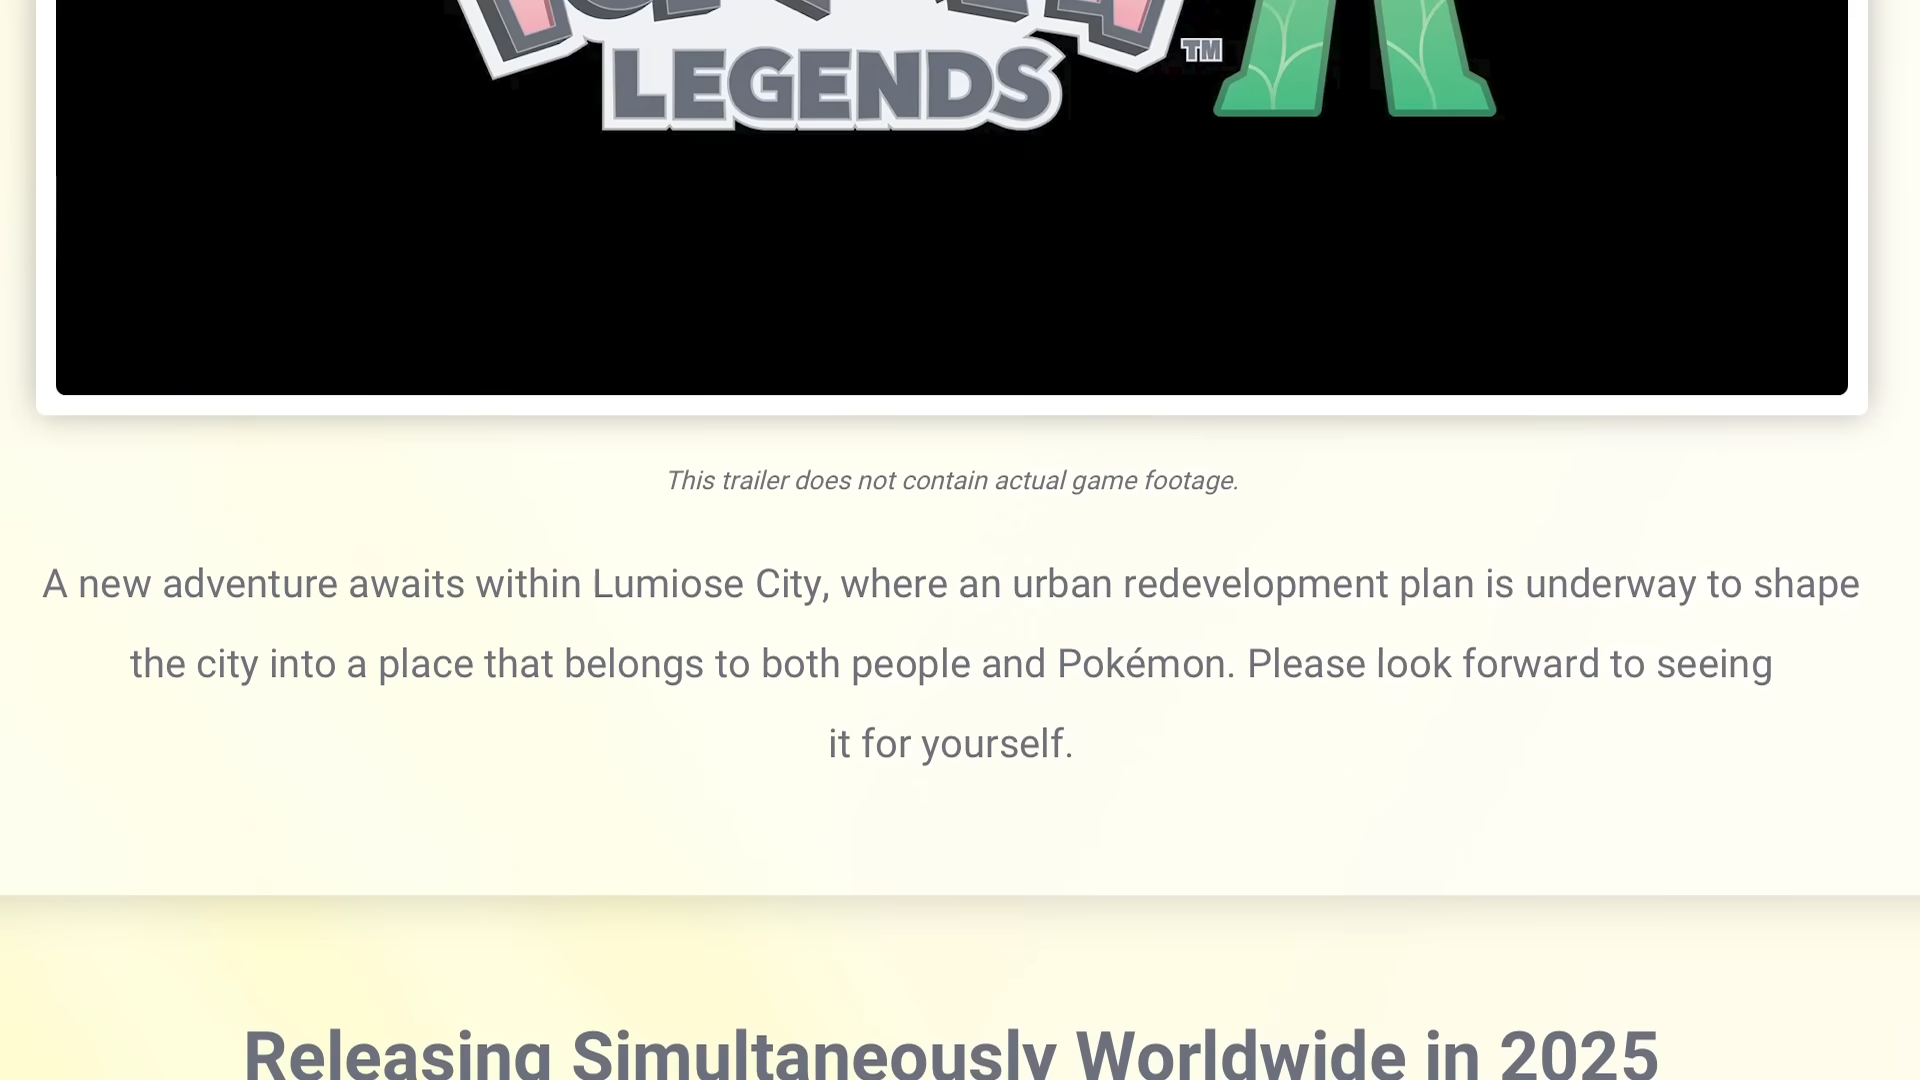 LEGENDS
TM
This trailer does not contain actual game footage.
A new adventure awaits within Lumiose City, where an urban redevelopment plan is underway to shape
the city into a place that belongs to both people and Pokémon. Please look forward to seeing
it for yourself.
Releasing Simultaneously Worldwide in 2025